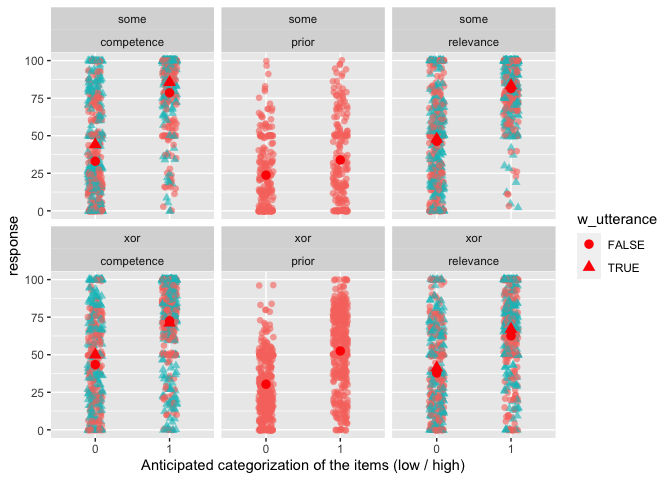 some
some
some
competence
prior
relevance
100
75
50
25
0
xor
xor
xor
competence
prior
relevance
100
75
50
25
0
0
1
0
1
0
1
response
Anticipated categorization of the items (low / high)
w_utterance
FALSE
TRUE